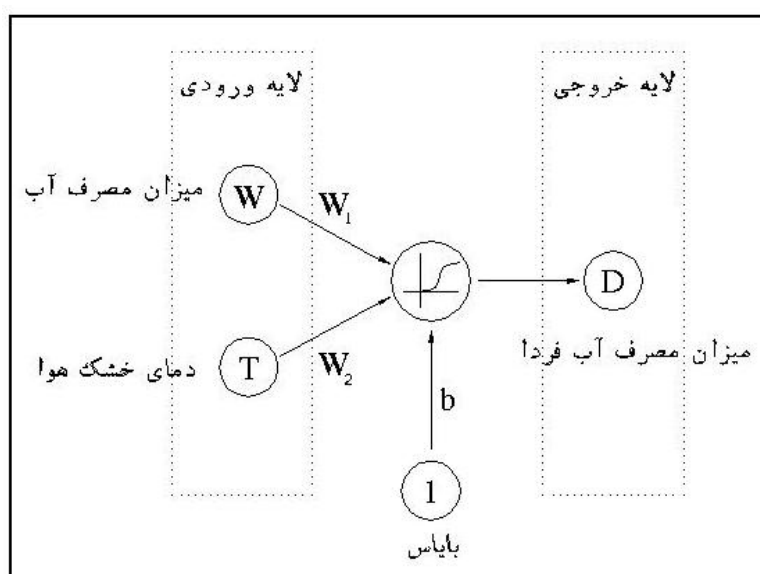 لایه ورودی
لایه خروجی
میزان مصرف آب
W
W₁
D
میزان مصرف آب فردا
دمای خشک هوا
T
W₂
b
1
بایاس